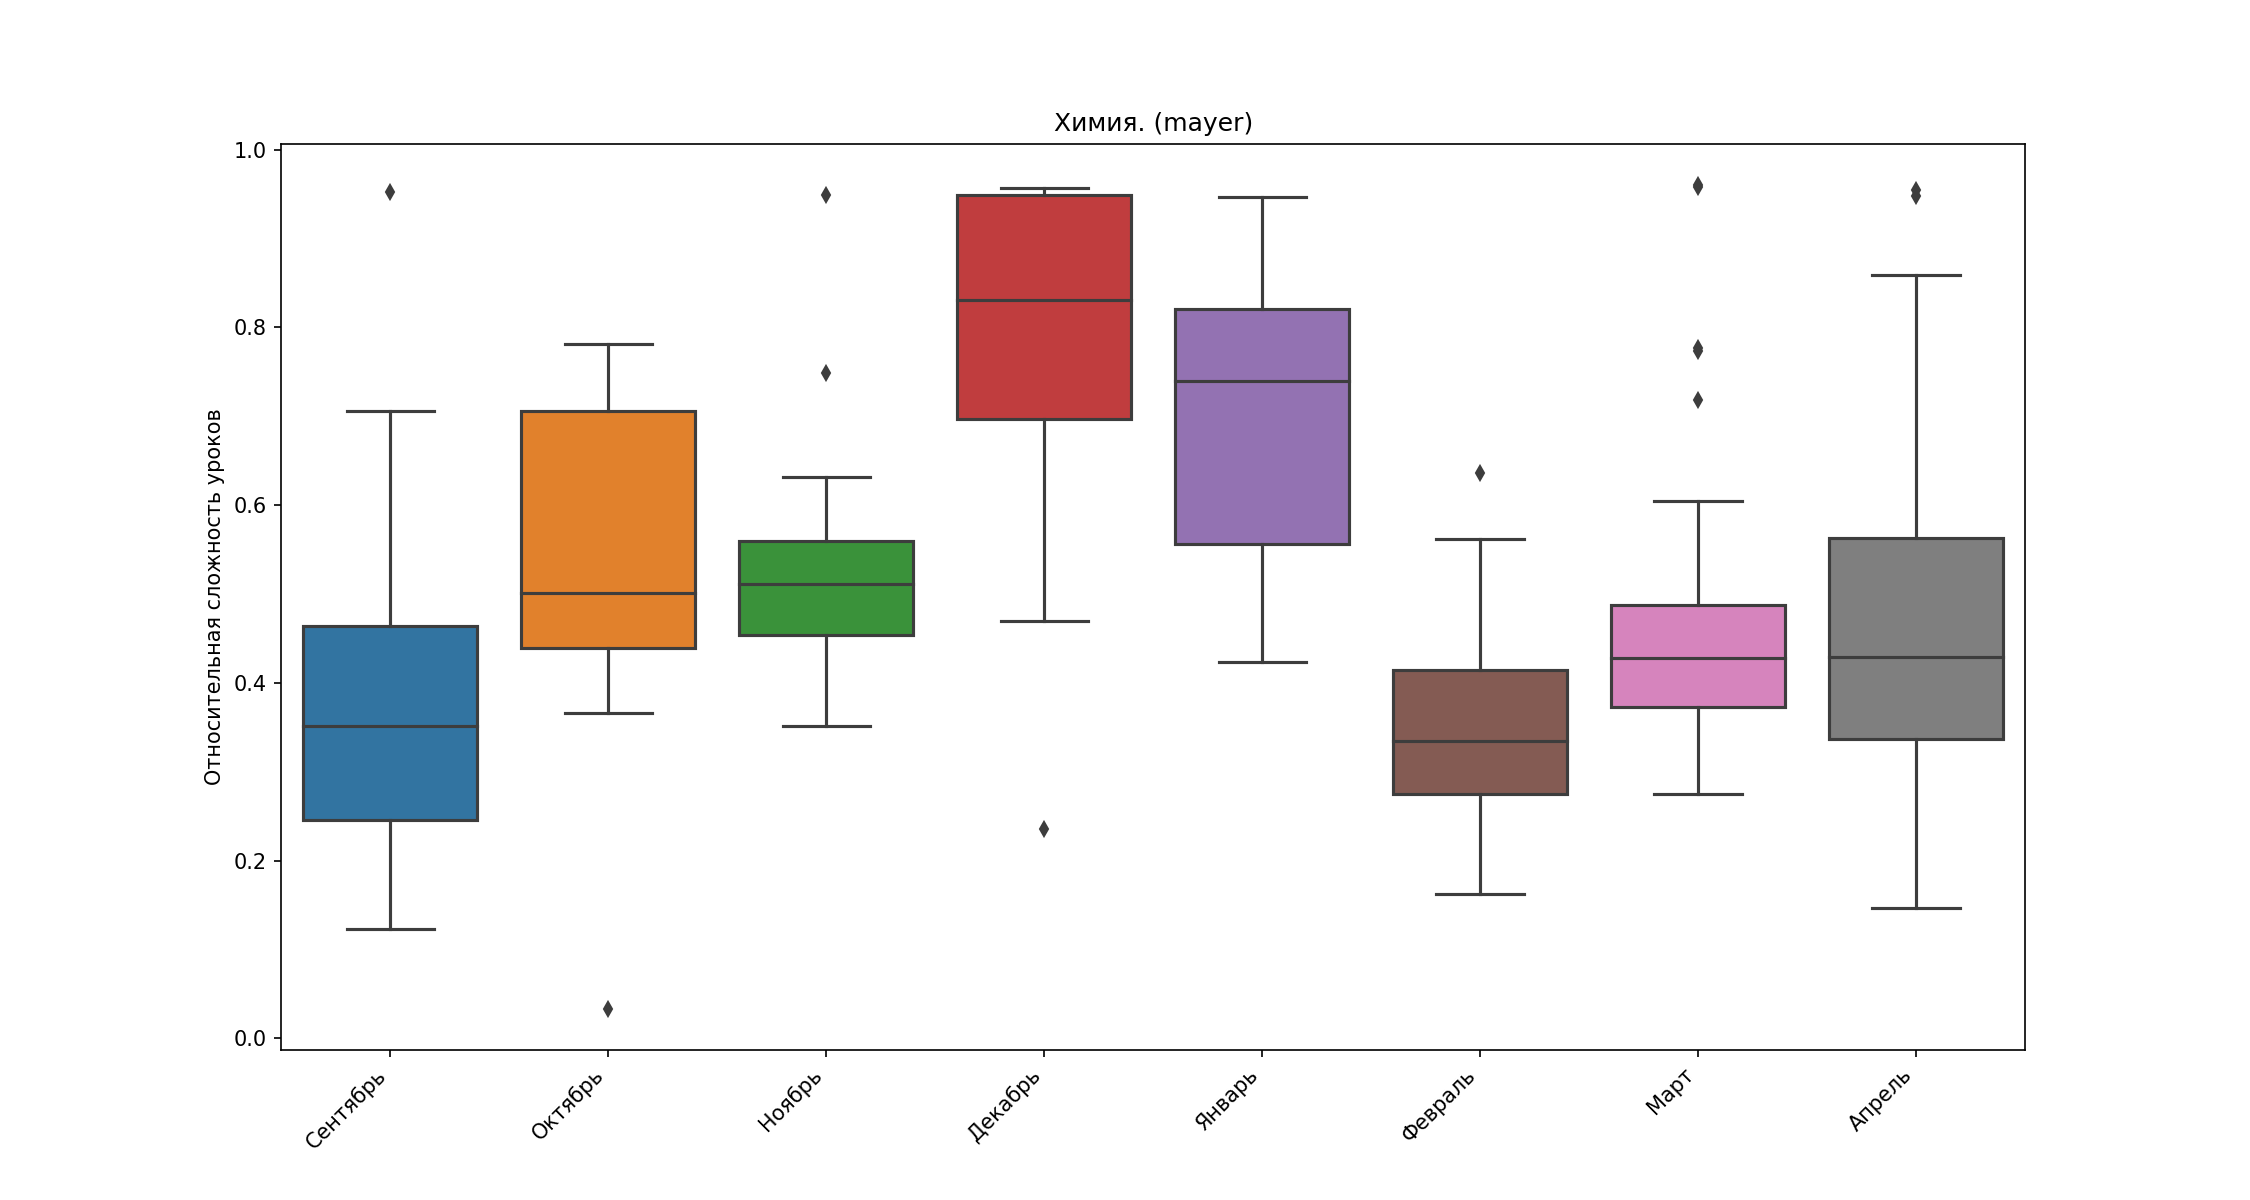 Химия. (mayer)
Относительная сложность уроков
1.0
0.8
0.6
0.4
0.2
0.0
Сентябрь
Октябрь
Ноябрь
Декабрь
Январь
Февраль
Март
Апрель